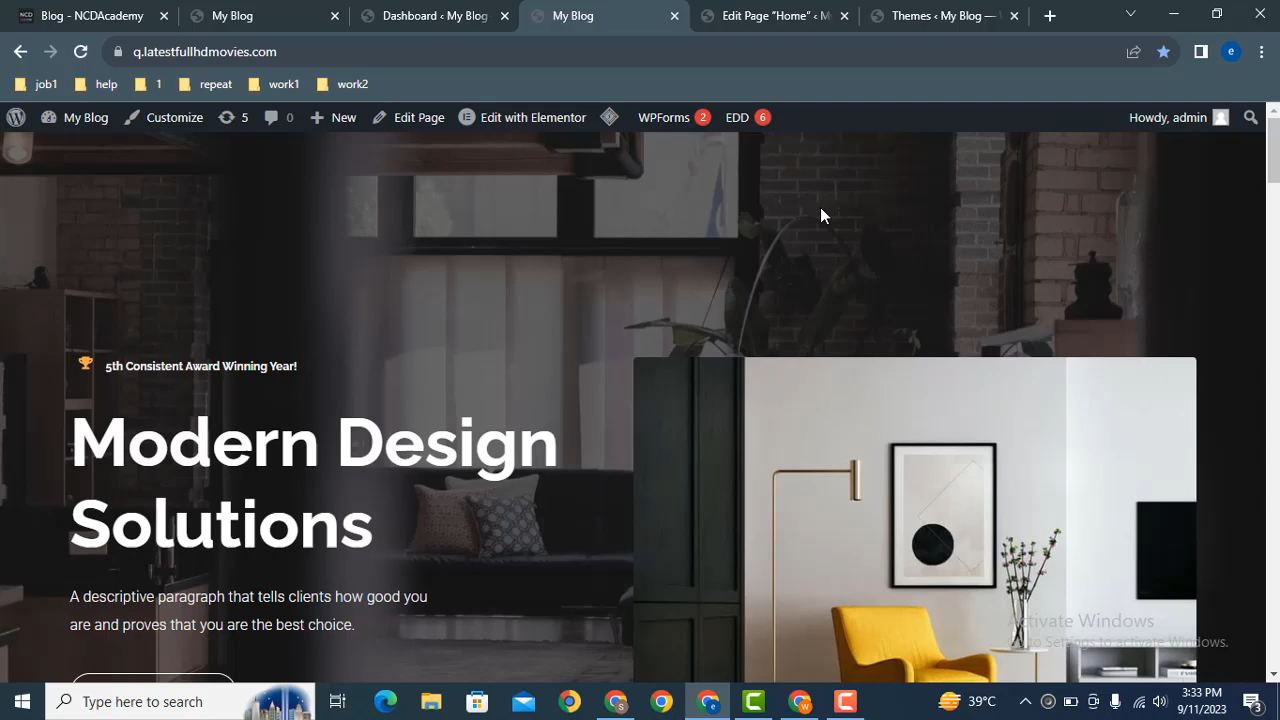 Blog - NCDAcademy
My Blog
Dashboard ‹ My Blog
My Blog
Edit Page “Home” ‹ M
Themes ‹ My Blog —
q.latestfullhdmovies.com
e
job1
help
1
repeat
work1
work2
My Blog
Customize
5
0
New
Edit Page
Edit with Elementor
WPForms 2
EDD 6
Howdy, admin
5th Consistent Award Winning Year!
Modern Design
Solutions
A descriptive paragraph that tells clients how good you
are and proves that you are the best choice.
Activate Windows
Go to Settings to activate Windows.
Type here to search
39°C
3:33 PM
9/11/2023
3